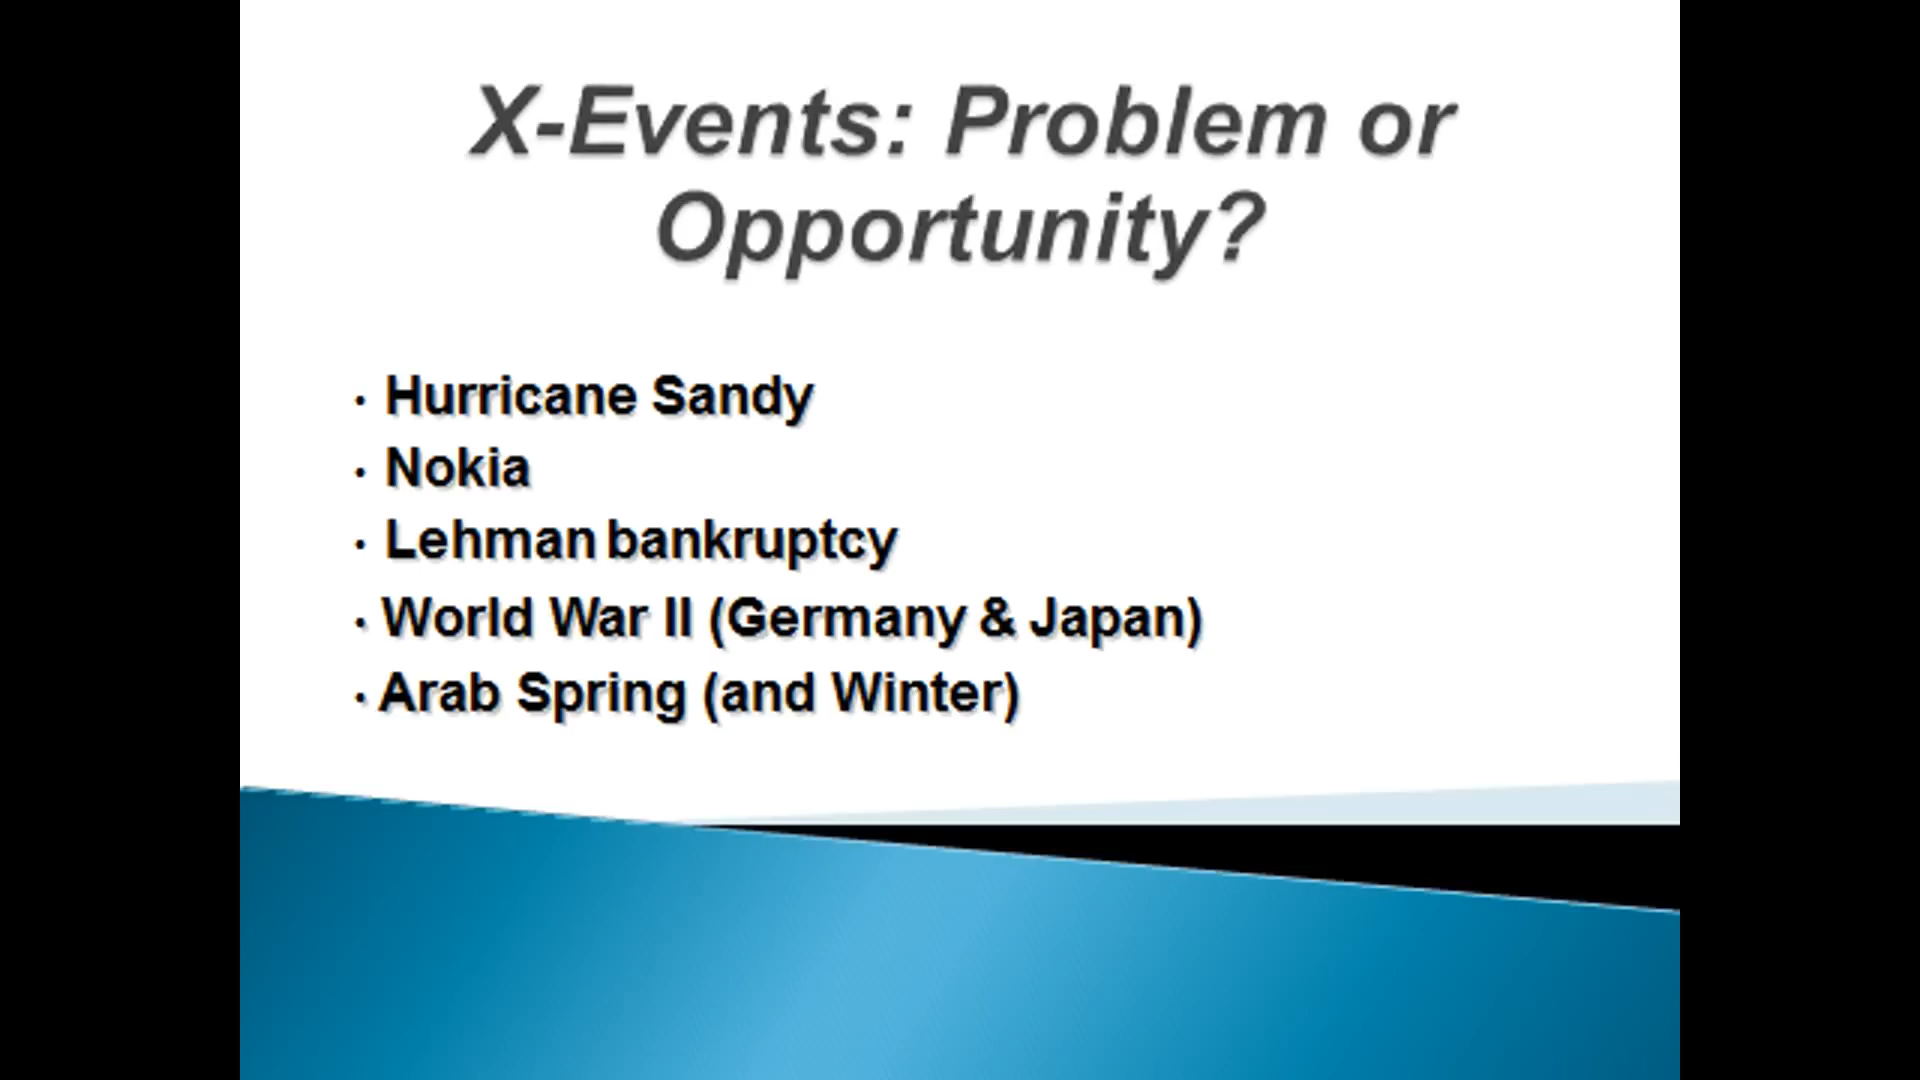 X-Events: Problem or
Opportunity?
· Hurricane Sandy
· Nokia
· Lehman bankruptcy
· World War II (Germany & Japan)
· Arab Spring (and Winter)